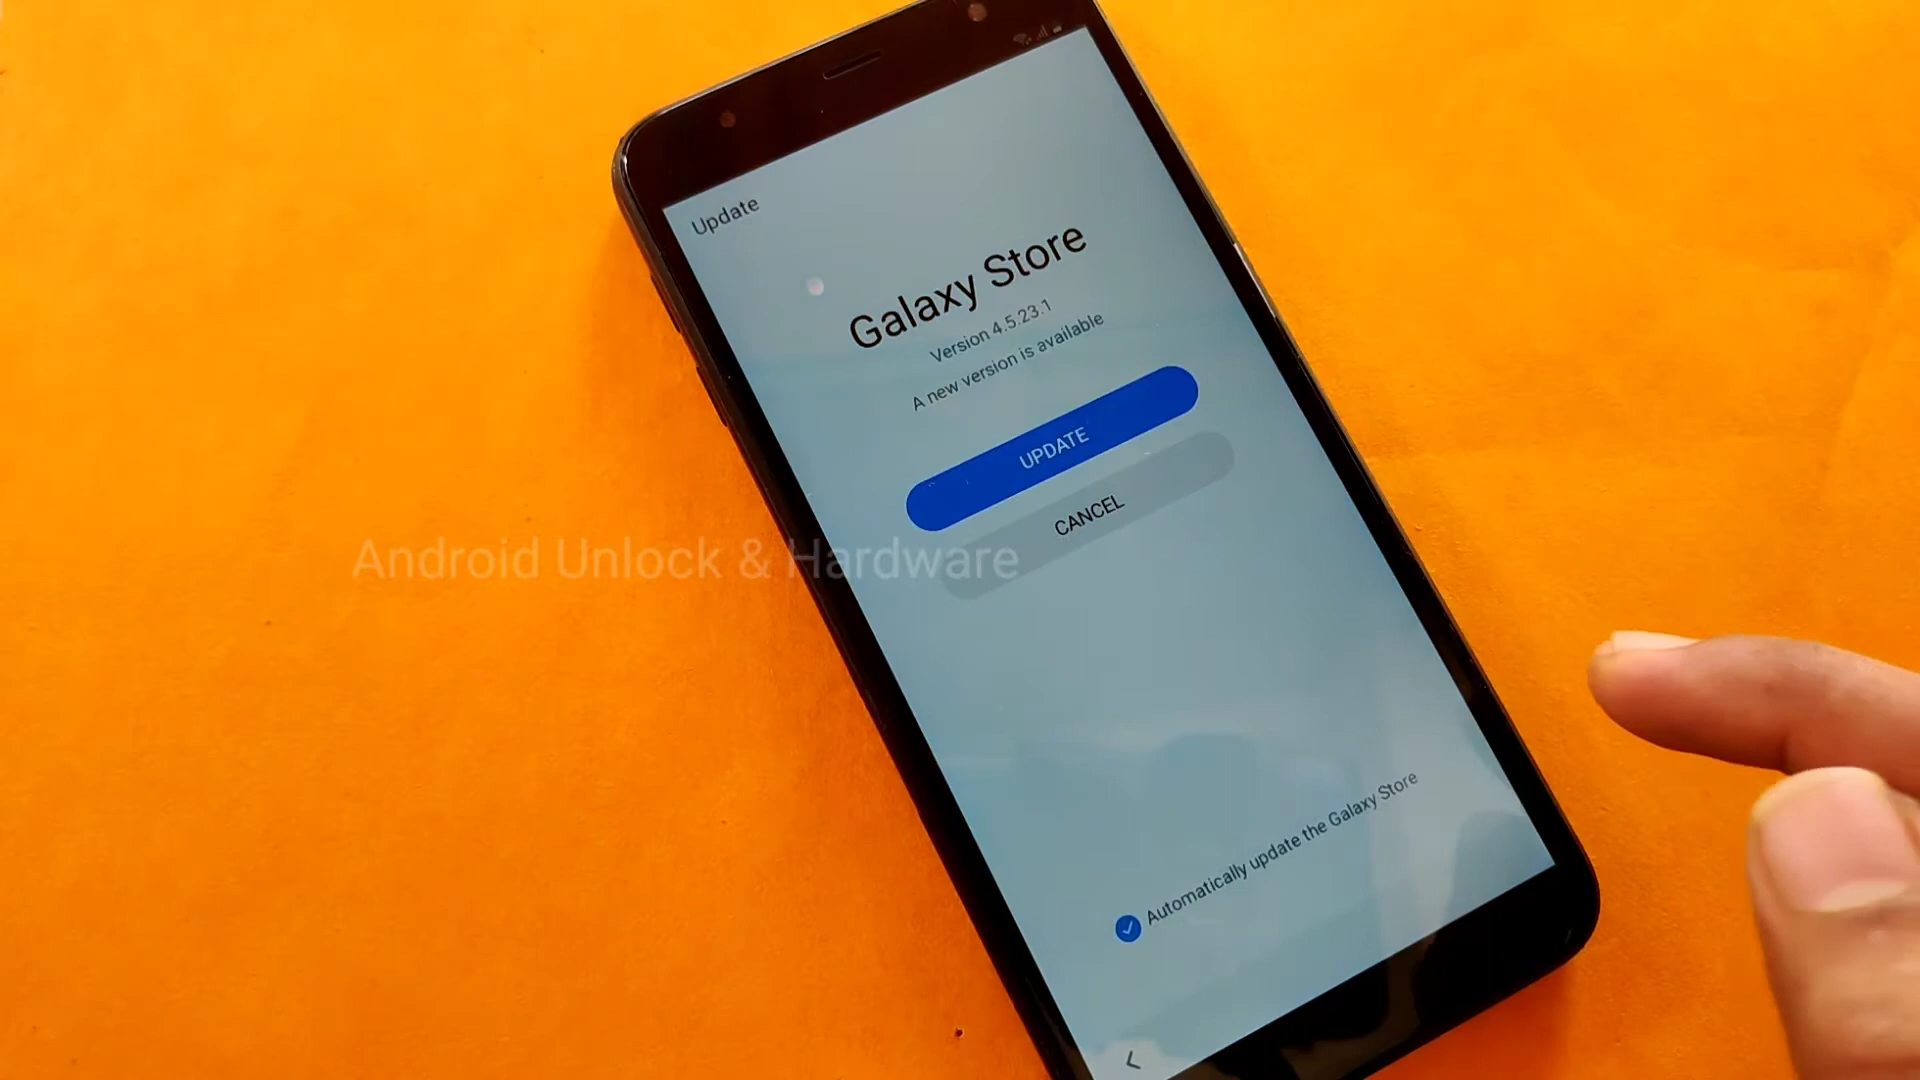 Update
Galaxy Store
Version 4.5.23.1
A new version is available
UPDATE
CANCEL
Android Unlock & Hardware
Automatically update the Galaxy Store